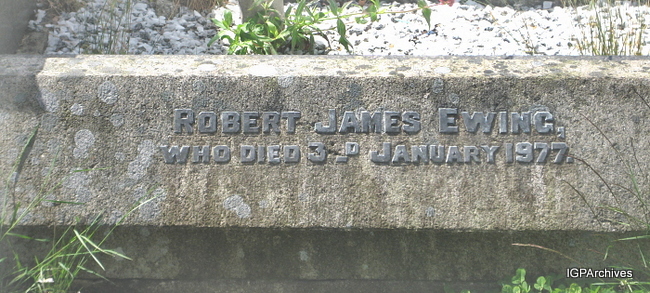 ROBERT JAMES EWING,
WHO DIED 3RD JANUARY 1977.
IGPArchives